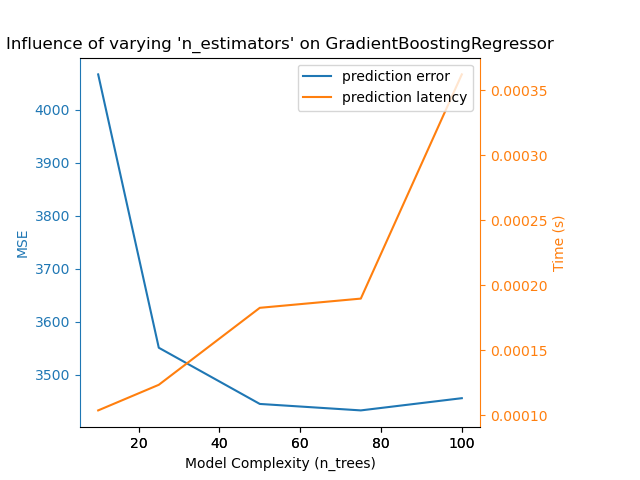 Influence of varying 'n_estimators' on GradientBoostingRegressor
prediction error
prediction latency
4000
3900
3800
3700
3600
3500
MSE
0.00035
0.00030
0.00025
0.00020
0.00015
0.00010
Time (s)
20 40 60 80 100
Model Complexity (n_trees)